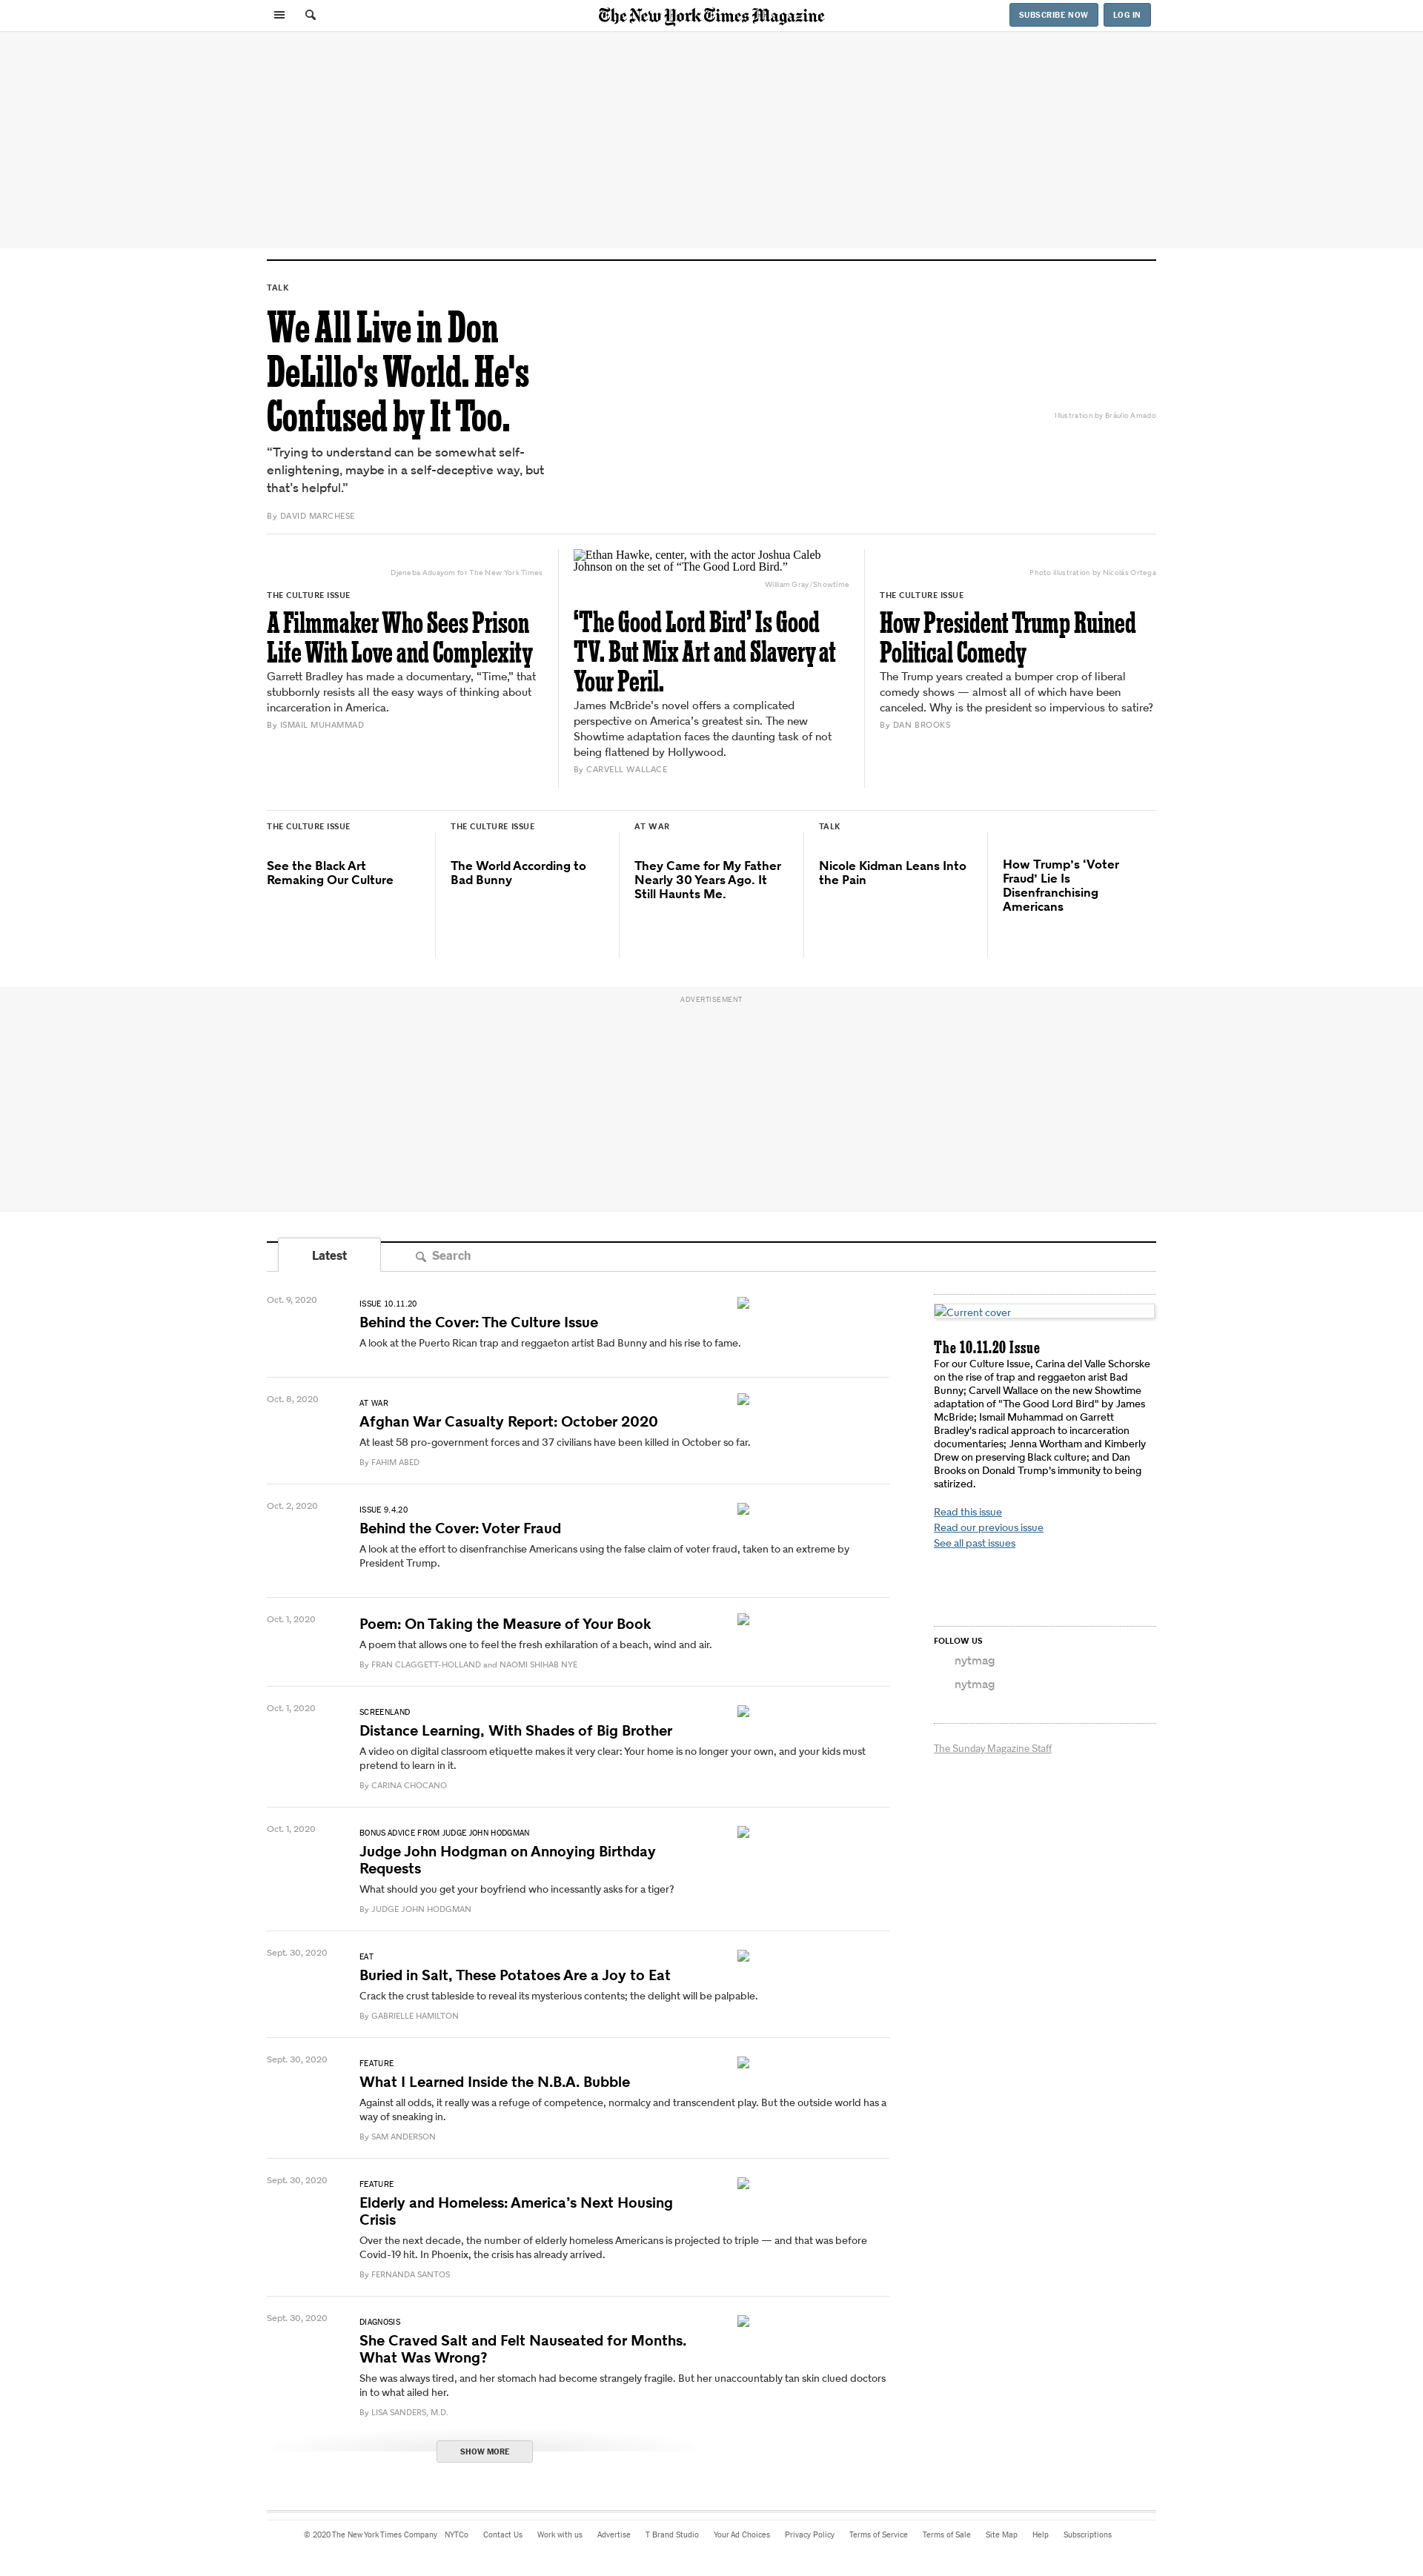 The New York Times Magazine
SUBSCRIBE NOW
LOG IN
TALK
We All Live in Don
DeLillo's World. He's
Confused by It Too.
“Trying to understand can be somewhat self-
enlightening, maybe in a self-deceptive way, but
that's helpful.”
By DAVID MARCHESE
Illustration by Bráulio Amado
Djeneba Aduayom for The New York Times
THE CULTURE ISSUE
A Filmmaker Who Sees Prison
Life With Love and Complexity
Garrett Bradley has made a documentary, “Time,” that
stubbornly resists all the easy ways of thinking about
incarceration in America.
By ISMAIL MUHAMMAD
Ethan Hawke, center, with the actor Joshua Caleb
Johnson on the set of “The Good Lord Bird.”
William Gray/Showtime
‘The Good Lord Bird’ Is Good
TV. But Mix Art and Slavery at
Your Peril.
James McBride’s novel offers a complicated
perspective on America’s greatest sin. The new
Showtime adaptation faces the daunting task of not
being flattened by Hollywood.
By CARVELL WALLACE
Photo illustration by Nicolás Ortega
THE CULTURE ISSUE
How President Trump Ruined
Political Comedy
The Trump years created a bumper crop of liberal
comedy shows — almost all of which have been
canceled. Why is the president so impervious to satire?
By DAN BROOKS
THE CULTURE ISSUE
See the Black Art
Remaking Our Culture
THE CULTURE ISSUE
The World According to
Bad Bunny
AT WAR
They Came for My Father
Nearly 30 Years Ago. It
Still Haunts Me.
TALK
Nicole Kidman Leans Into
the Pain
How Trump’s ‘Voter
Fraud’ Lie Is
Disenfranchising
Americans
ADVERTISEMENT
Latest
Search
Oct. 9, 2020
ISSUE 10.11.20
Behind the Cover: The Culture Issue
A look at the Puerto Rican trap and reggaeton artist Bad Bunny and his rise to fame.
Oct. 8, 2020
AT WAR
Afghan War Casualty Report: October 2020
At least 58 pro-government forces and 37 civilians have been killed in October so far.
By FAHIM ABED
Oct. 2, 2020
ISSUE 9.4.20
Behind the Cover: Voter Fraud
A look at the effort to disenfranchise Americans using the false claim of voter fraud, taken to an extreme by
President Trump.
Oct. 1, 2020
Poem: On Taking the Measure of Your Book
A poem that allows one to feel the fresh exhilaration of a beach, wind and air.
By FRAN CLAGGETT-HOLLAND and NAOMI SHIHAB NYE
Oct. 1, 2020
SCREENLAND
Distance Learning, With Shades of Big Brother
A video on digital classroom etiquette makes it very clear: Your home is no longer your own, and your kids must
pretend to learn in it.
By CARINA CHOCANO
Oct. 1, 2020
BONUS ADVICE FROM JUDGE JOHN HODGMAN
Judge John Hodgman on Annoying Birthday
Requests
What should you get your boyfriend who incessantly asks for a tiger?
By JUDGE JOHN HODGMAN
Sept. 30, 2020
EAT
Buried in Salt, These Potatoes Are a Joy to Eat
Crack the crust tableside to reveal its mysterious contents; the delight will be palpable.
By GABRIELLE HAMILTON
Sept. 30, 2020
FEATURE
What I Learned Inside the N.B.A. Bubble
Against all odds, it really was a refuge of competence, normalcy and transcendent play. But the outside world has a
way of sneaking in.
By SAM ANDERSON
Sept. 30, 2020
FEATURE
Elderly and Homeless: America’s Next Housing
Crisis
Over the next decade, the number of elderly homeless Americans is projected to triple — and that was before
Covid-19 hit. In Phoenix, the crisis has already arrived.
By FERNANDA SANTOS
Sept. 30, 2020
DIAGNOSIS
She Craved Salt and Felt Nauseated for Months.
What Was Wrong?
She was always tired, and her stomach had become strangely fragile. But her unaccountably tan skin clued doctors
in to what ailed her.
By LISA SANDERS, M.D.
SHOW MORE
Current cover
The 10.11.20 Issue
For our Culture Issue, Carina del Valle Schorske
on the rise of trap and reggaeton arist Bad
Bunny; Carvell Wallace on the new Showtime
adaptation of "The Good Lord Bird" by James
McBride; Ismail Muhammad on Garrett
Bradley's radical approach to incarceration
documentaries; Jenna Wortham and Kimberly
Drew on preserving Black culture; and Dan
Brooks on Donald Trump's immunity to being
satirized.
Read this issue
Read our previous issue
See all past issues
FOLLOW US
nytmag
nytmag
The Sunday Magazine Staff
© 2020 The New York Times Company NYTCo Contact Us Work with us Advertise T Brand Studio Your Ad Choices Privacy Policy Terms of Service Terms of Sale Site Map Help Subscriptions